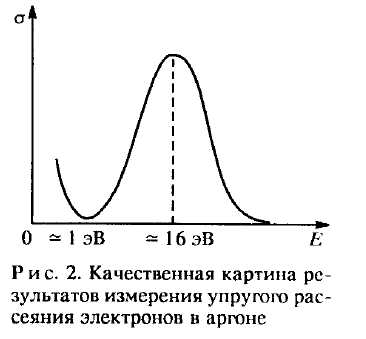 σ
0 ≃ 1 эВ ≃ 16 эВ E
Рис. 2. Качественная картина ре-
зультатов измерения упругого рас-
сеяния электронов в аргоне